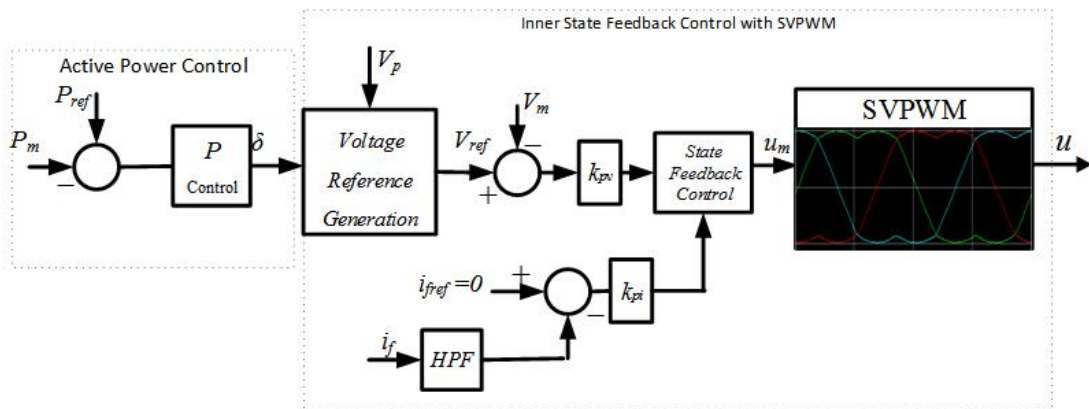 Inner State Feedback Control with SVPWM
Active Power Control
P_ref
P_m
−
P
Control
δ
V_p
Voltage
Reference
Generation
V_ref
+
V_m
−
k_pv
State
Feedback
Control
u_m
SVPWM
u
i_fref=0
+
−
k_pi
i_f
HPF